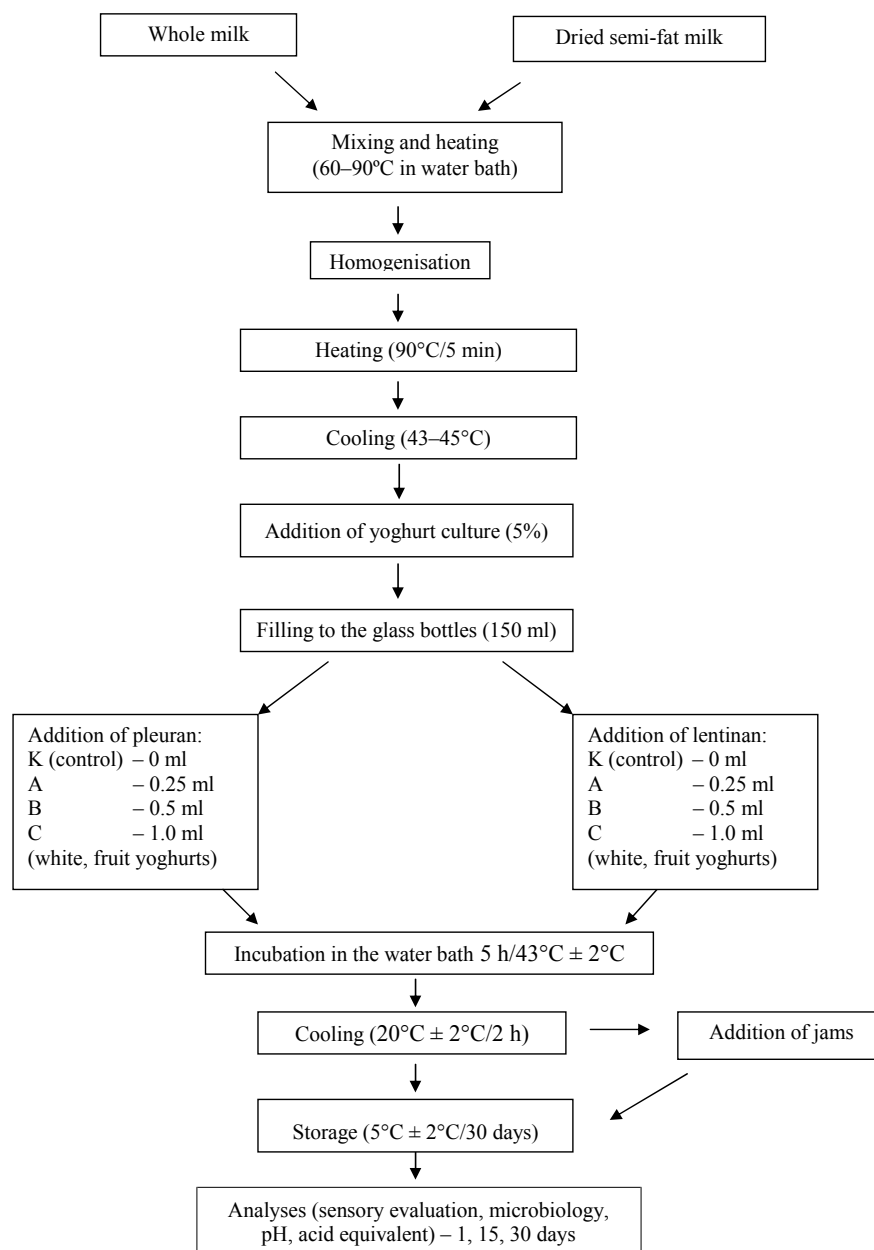 Whole milk
Dried semi-fat milk
Mixing and heating
(60–90ºC in water bath)
Homogenisation
Heating (90°C/5 min)
Cooling (43–45°C)
Addition of yoghurt culture (5%)
Filling to the glass bottles (150 ml)
Addition of pleuran:
K (control) – 0 ml
A – 0.25 ml
B – 0.5 ml
C – 1.0 ml
(white, fruit yoghurts)
Addition of lentinan:
K (control) – 0 ml
A – 0.25 ml
B – 0.5 ml
C – 1.0 ml
(white, fruit yoghurts)
Incubation in the water bath 5 h/43°C ± 2°C
Cooling (20°C ± 2°C/2 h)
Addition of jams
Storage (5°C ± 2°C/30 days)
Analyses (sensory evaluation, microbiology,
pH, acid equivalent) – 1, 15, 30 days